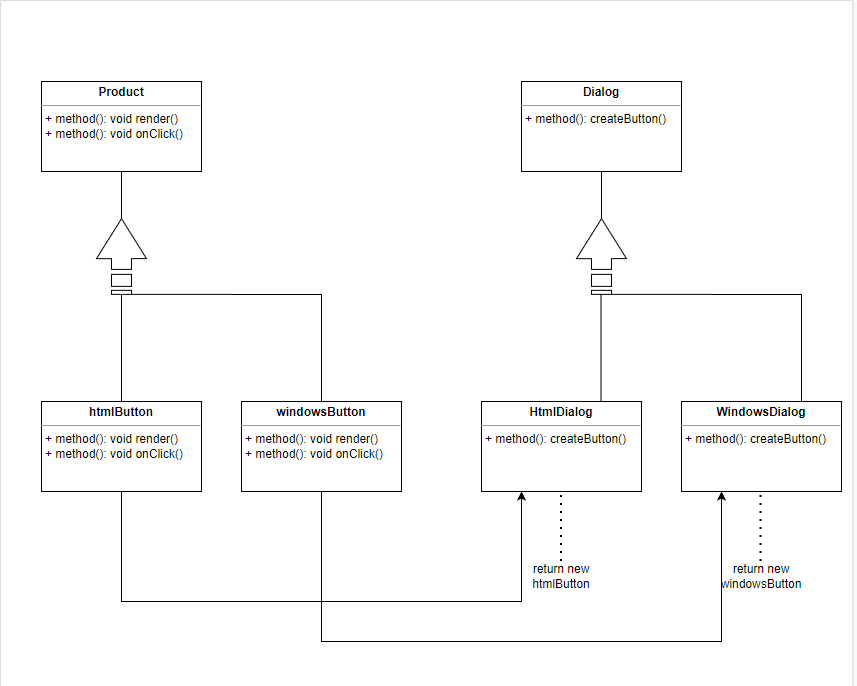 Product
+ method(): void render()
+ method(): void onClick()
Dialog
+ method(): createButton()
htmlButton
+ method(): void render()
+ method(): void onClick()
windowsButton
+ method(): void render()
+ method(): void onClick()
HtmlDialog
+ method(): createButton()
WindowsDialog
+ method(): createButton()
return new
htmlButton
return new
windowsButton